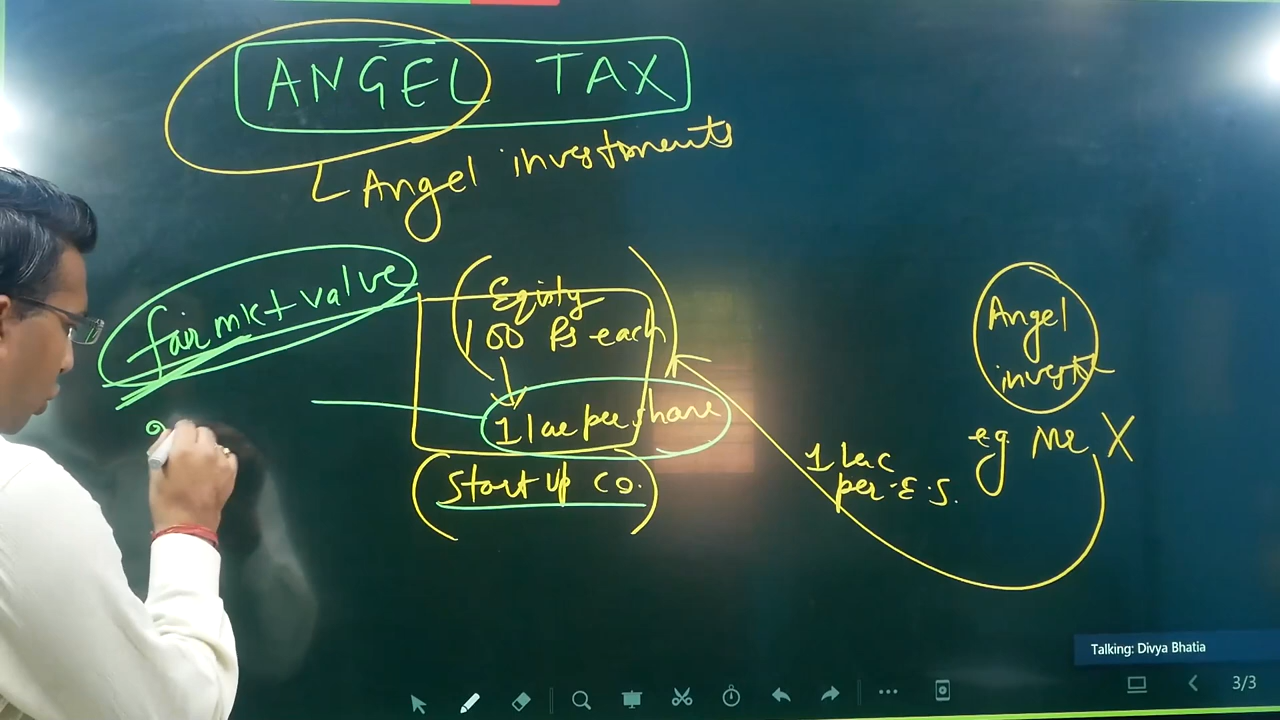 ANGEL TAX
Angel investments
fair mkt value
Equity
100 Rs each
1 lac per share
Start up co.
Angel
investr
eg Mr. X
1 lac
per E.S.
Talking: Divya Bhatia
3/3